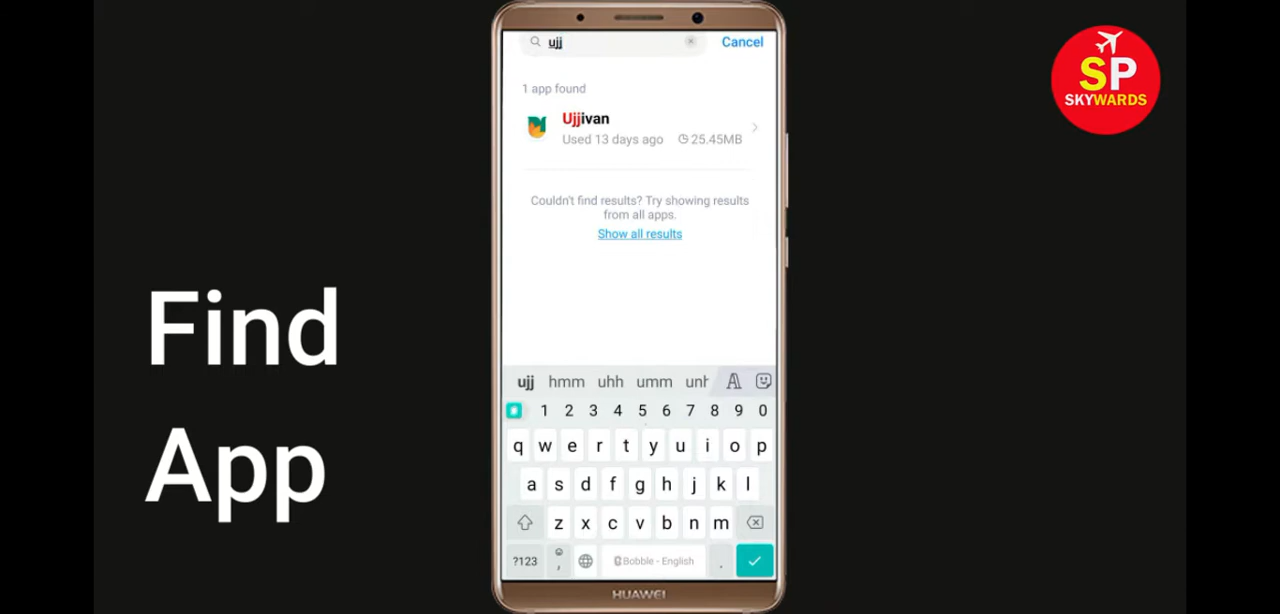 ujj
Cancel
1 app found
Ujjivan
Used 13 days ago 25.45MB
Couldn't find results? Try showing results
from all apps.
Show all results
ujj hmm uhh umm unh
1 2 3 4 5 6 7 8 9 0
q w e r t y u i o p
a s d f g h j k l
z x c v b n m
?123 , Bobble - English .
HUAWEI
Find
App
SP
SKYWARDS